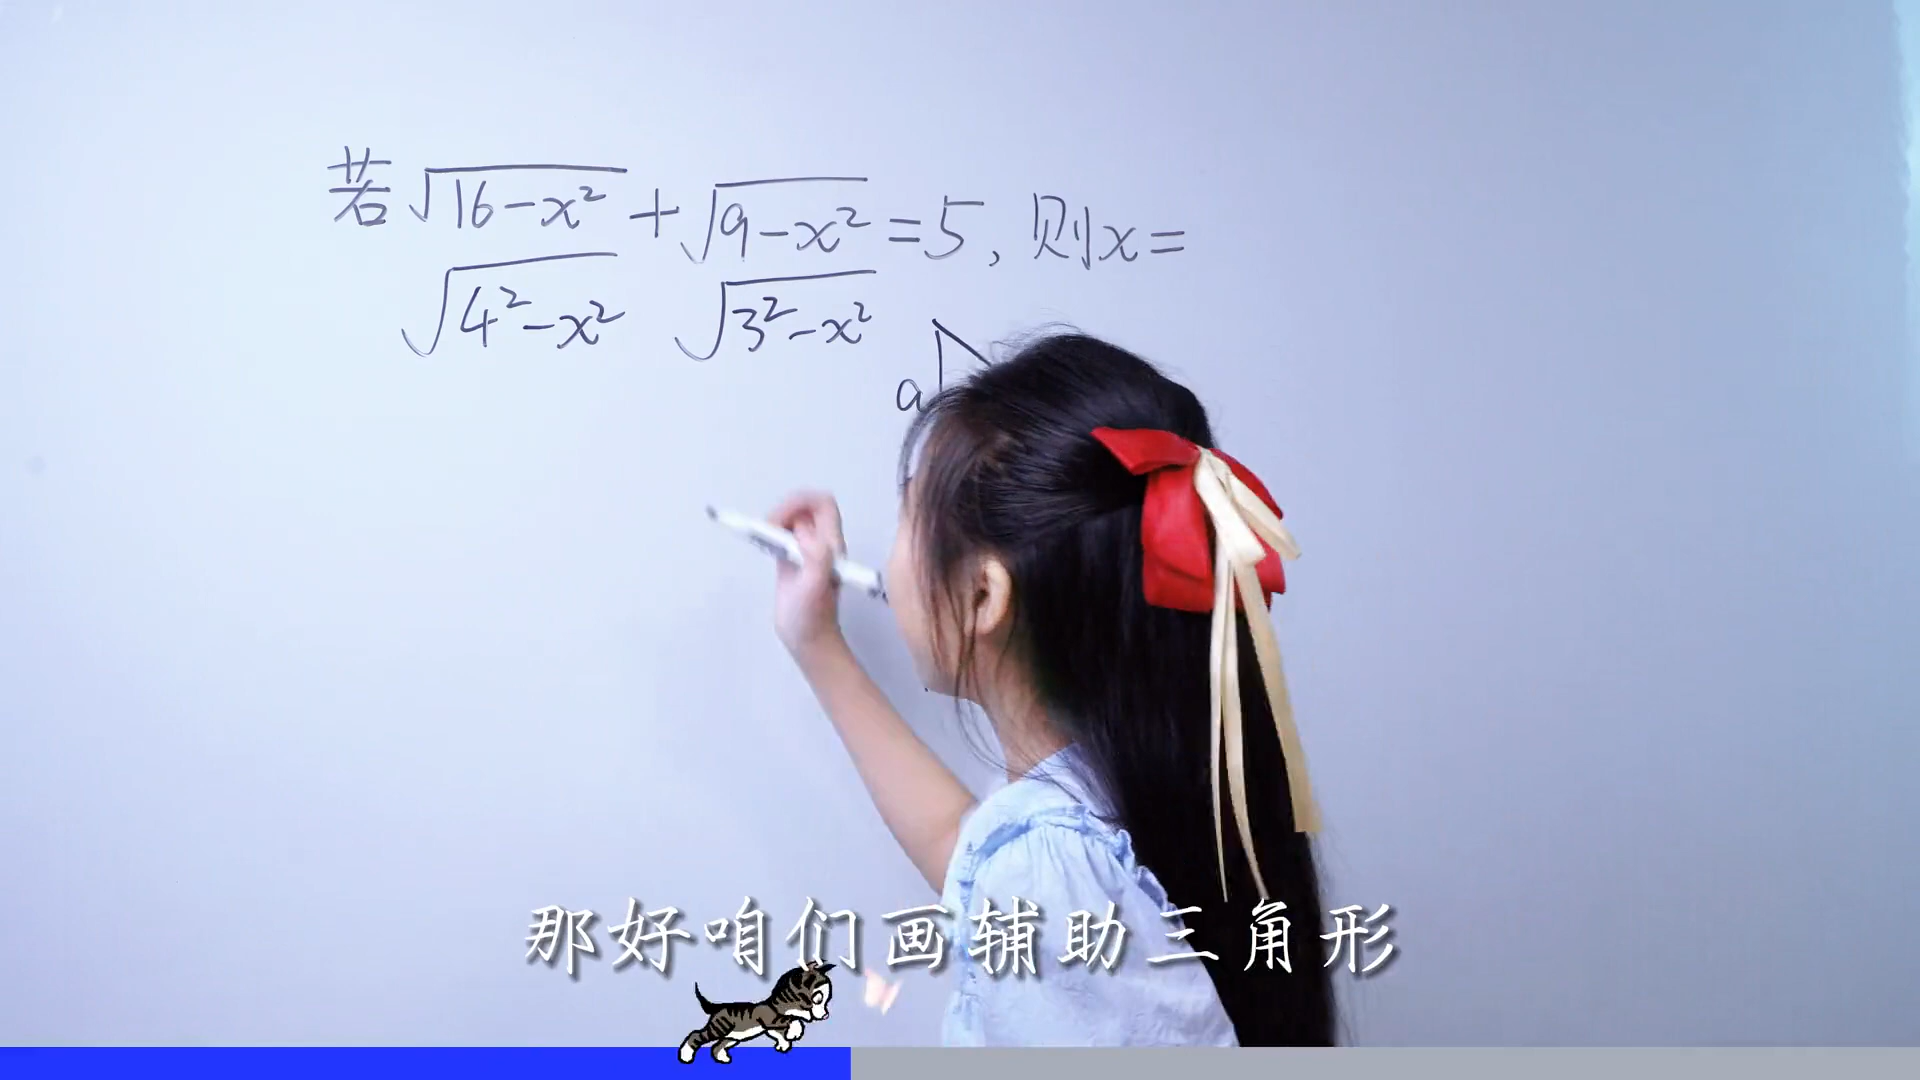 若√16-x²+√9-x²=5,则x=
√4²-x² √3²-x²
a
那好咱们画辅助三角形